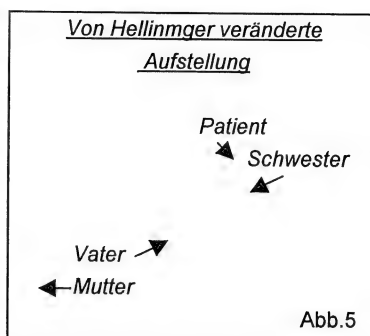 Von Hellinmger veränderte
Aufstellung
Patient
Schwester
Vater
Mutter
Abb.5